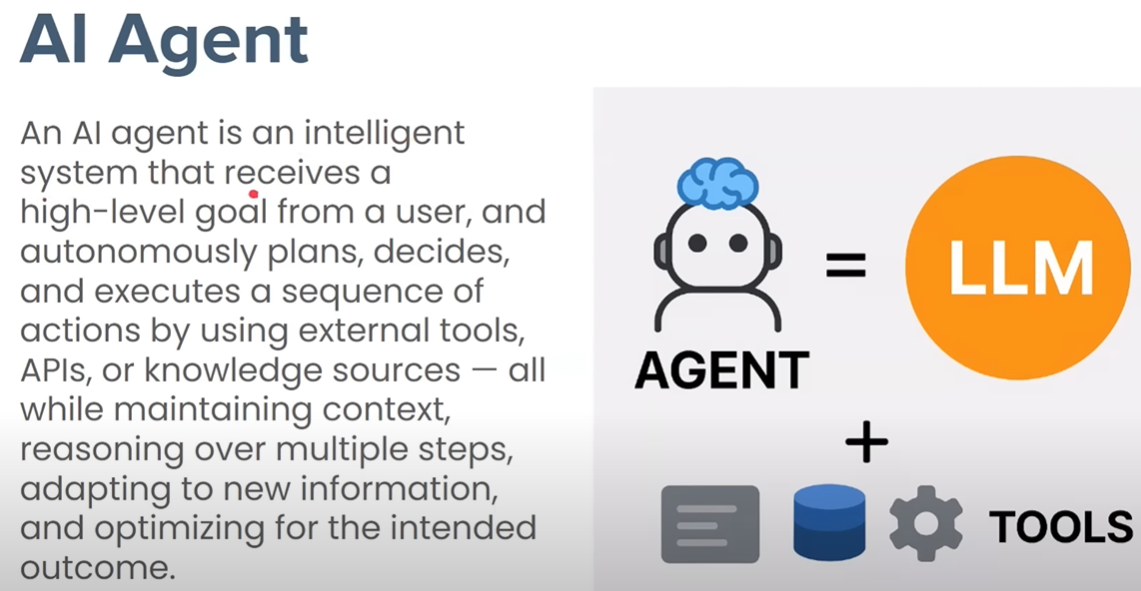 AI Agent
An AI agent is an intelligent
system that receives a
high-level goal from a user, and
autonomously plans, decides,
and executes a sequence of
actions by using external tools,
APIs, or knowledge sources — all
while maintaining context,
reasoning over multiple steps,
adapting to new information,
and optimizing for the intended
outcome.
=
LLM
AGENT
+
TOOLS